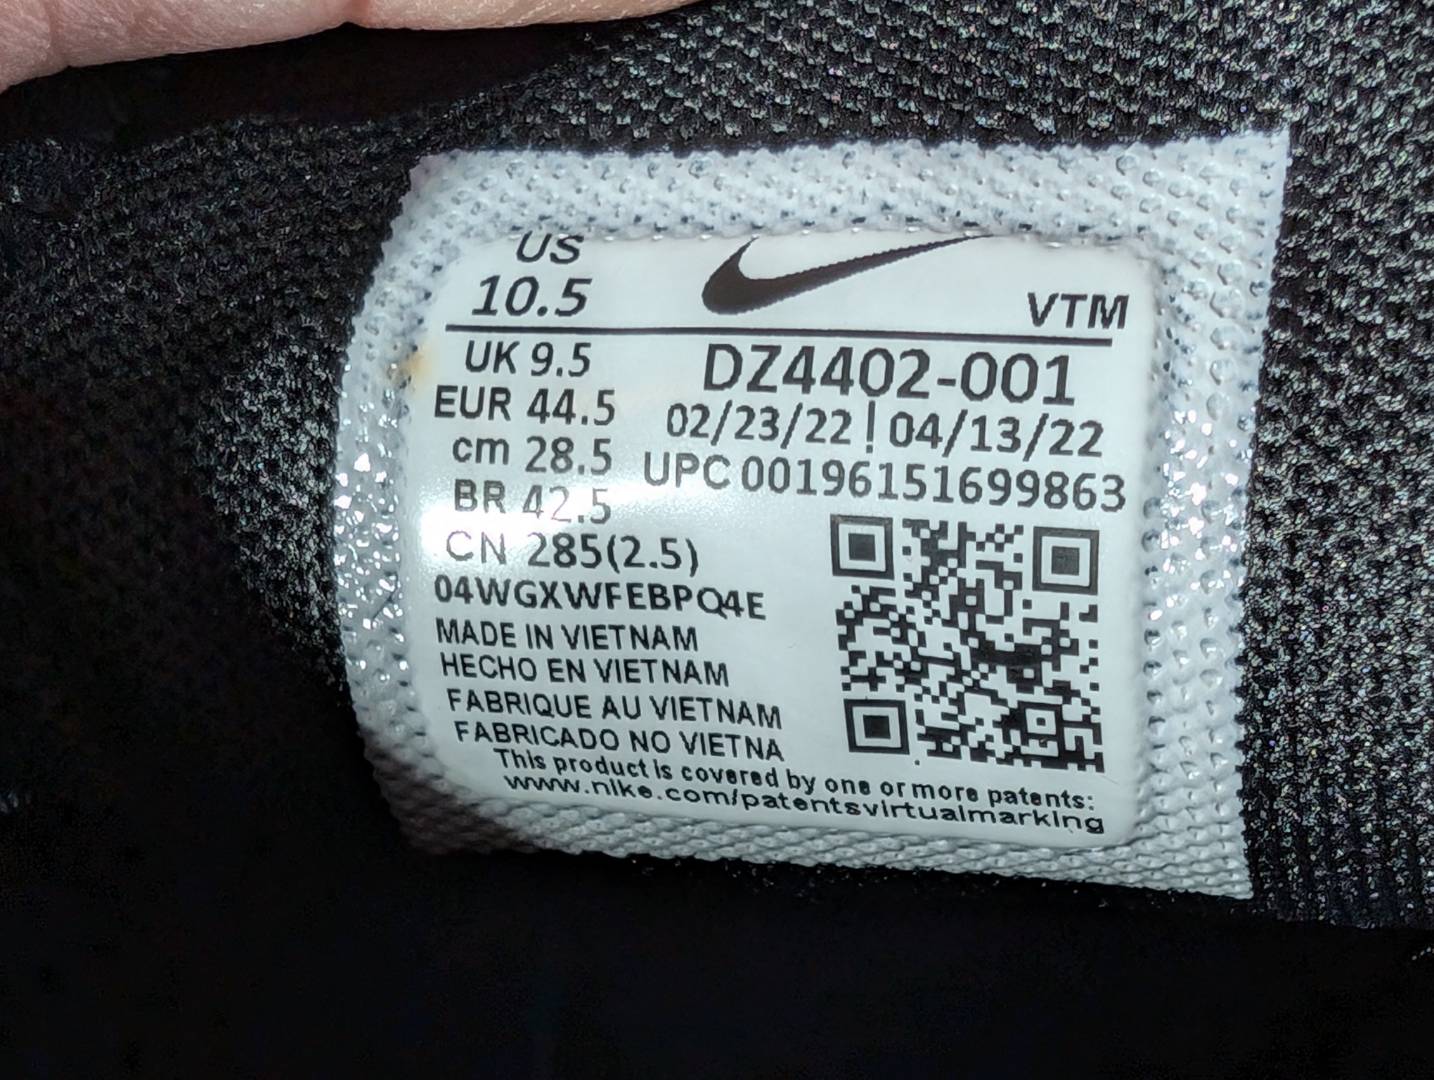 US
10.5
VTM
UK 9.5
EUR 44.5
cm 28.5
BR 42.5
CN 285(2.5)
DZ4402-001
02/23/22 | 04/13/22
UPC 00196151699863
04WGXWFEBPQ4E
MADE IN VIETNAM
HECHO EN VIETNAM
FABRIQUE AU VIETNAM
FABRICADO NO VIETNA
This product is covered by one or more patents:
www.nike.com/patentsvirtualmarking